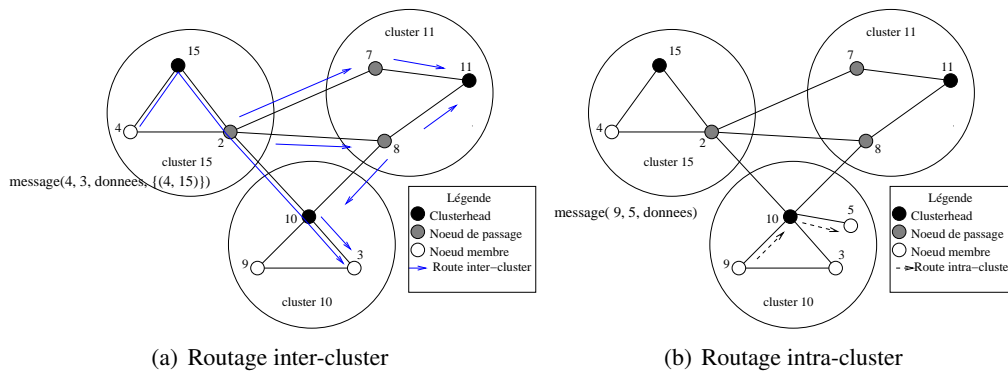 cluster 11
15
7
11
4
2
8
cluster 15
message(4, 3, donnees, {(4, 15)})
10
9
3
cluster 10
Légende
Clusterhead
Noeud de passage
Noeud membre
Route inter-cluster
(a) Routage inter-cluster
cluster 11
15
7
11
4
2
8
cluster 15
message( 9, 5, donnees)
10
5
9
3
cluster 10
Légende
Clusterhead
Noeud de passage
Noeud membre
Route intra-cluster
(b) Routage intra-cluster